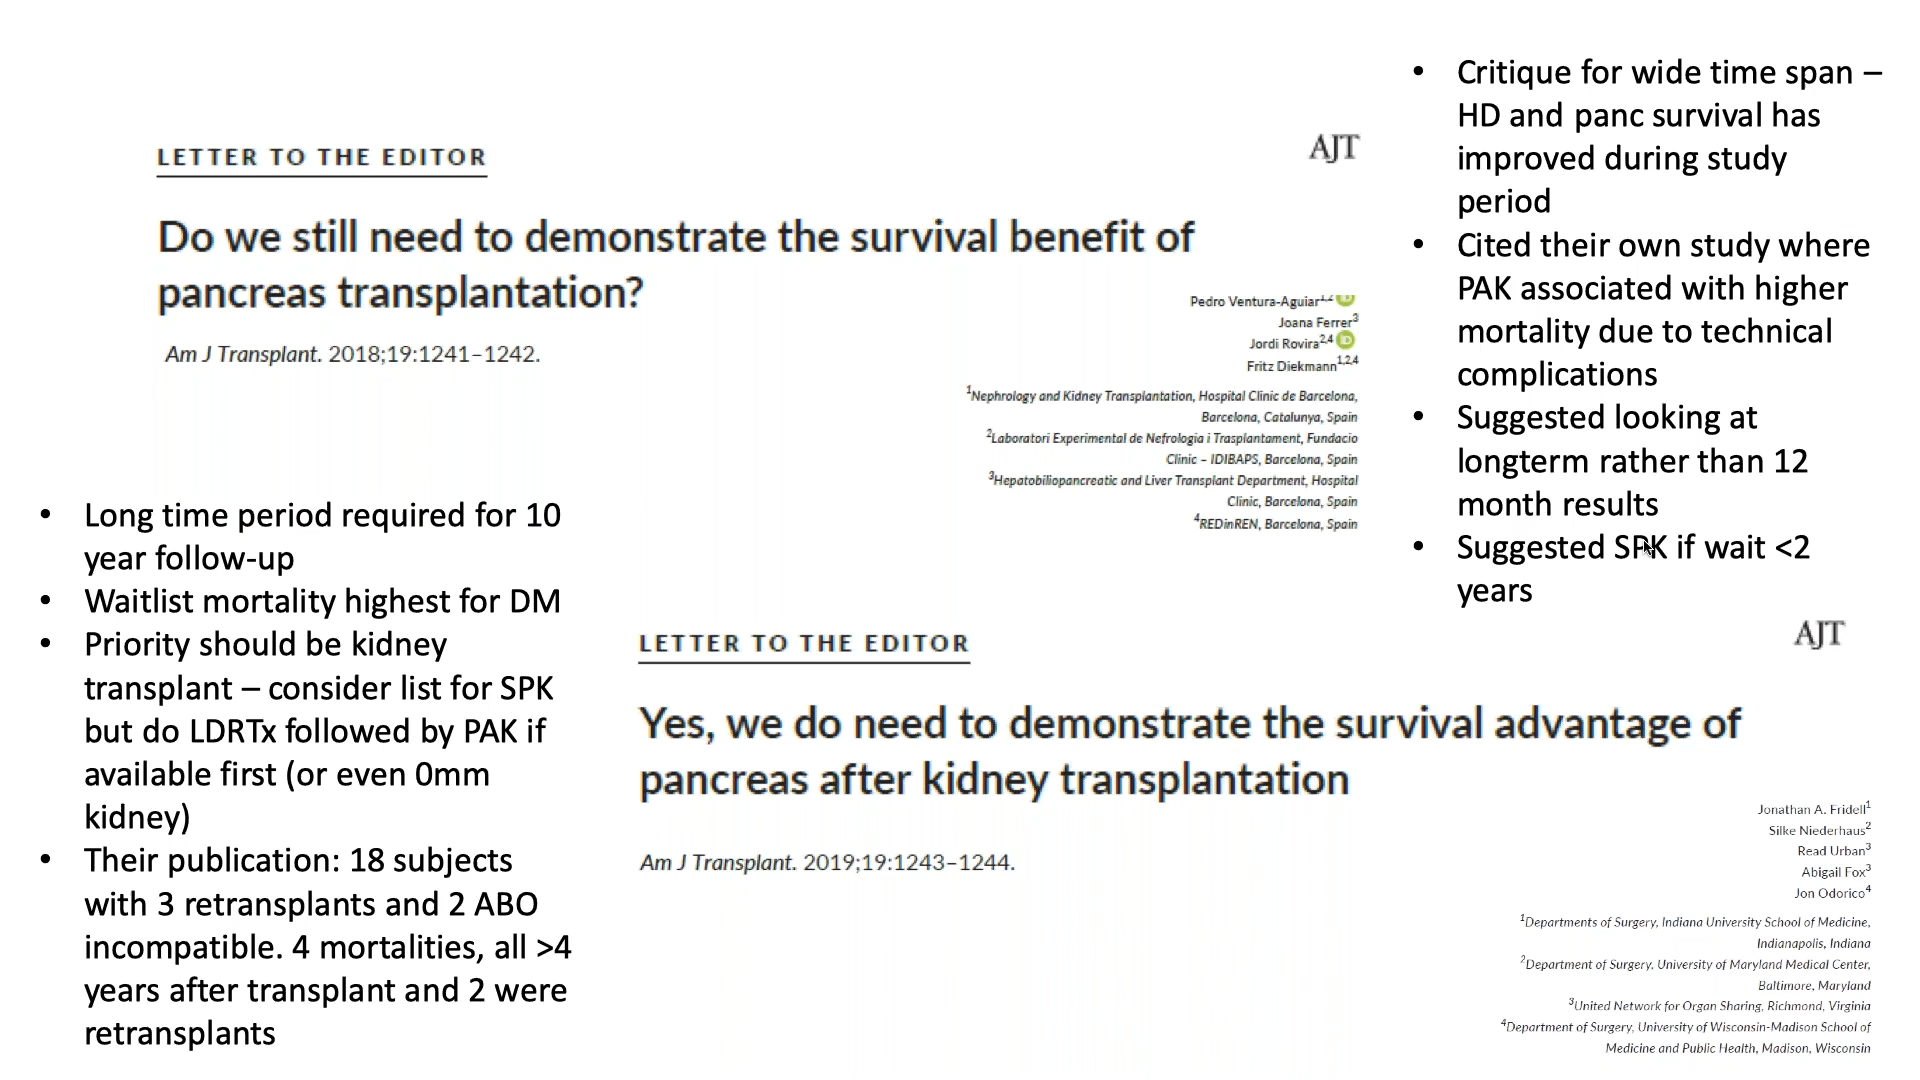 LETTER TO THE EDITOR
AJT
Do we still need to demonstrate the survival benefit of
pancreas transplantation?
Am J Transplant. 2018;19:1241–1242.
Pedro Ventura-Aguiar1,2
Joana Ferrer3
Jordi Rovira2,4
Fritz Diekmann1,2,4
1Nephrology and Kidney Transplantation, Hospital Clinic de Barcelona,
Barcelona, Catalunya, Spain
2Laboratori Experimental de Nefrologia i Trasplantament, Fundacio
Clinic – IDIBAPS, Barcelona, Spain
3Hepatobiliopancreatic and Liver Transplant Department, Hospital
Clinic, Barcelona, Spain
4REDinREN, Barcelona, Spain
• Critique for wide time span –
HD and panc survival has
improved during study
period
• Cited their own study where
PAK associated with higher
mortality due to technical
complications
• Suggested looking at
longterm rather than 12
month results
• Suggested SPK if wait <2
years
• Long time period required for 10
year follow-up
• Waitlist mortality highest for DM
• Priority should be kidney
transplant – consider list for SPK
but do LDRTx followed by PAK if
available first (or even 0mm
kidney)
• Their publication: 18 subjects
with 3 retransplants and 2 ABO
incompatible. 4 mortalities, all >4
years after transplant and 2 were
retransplants
LETTER TO THE EDITOR
AJT
Yes, we do need to demonstrate the survival advantage of
pancreas after kidney transplantation
Am J Transplant. 2019;19:1243–1244.
Jonathan A. Fridell1
Silke Niederhaus2
Read Urban3
Abigail Fox3
Jon Odorico4
1Departments of Surgery, Indiana University School of Medicine,
Indianapolis, Indiana
2Department of Surgery, University of Maryland Medical Center,
Baltimore, Maryland
3United Network for Organ Sharing, Richmond, Virginia
4Department of Surgery, University of Wisconsin-Madison School of
Medicine and Public Health, Madison, Wisconsin